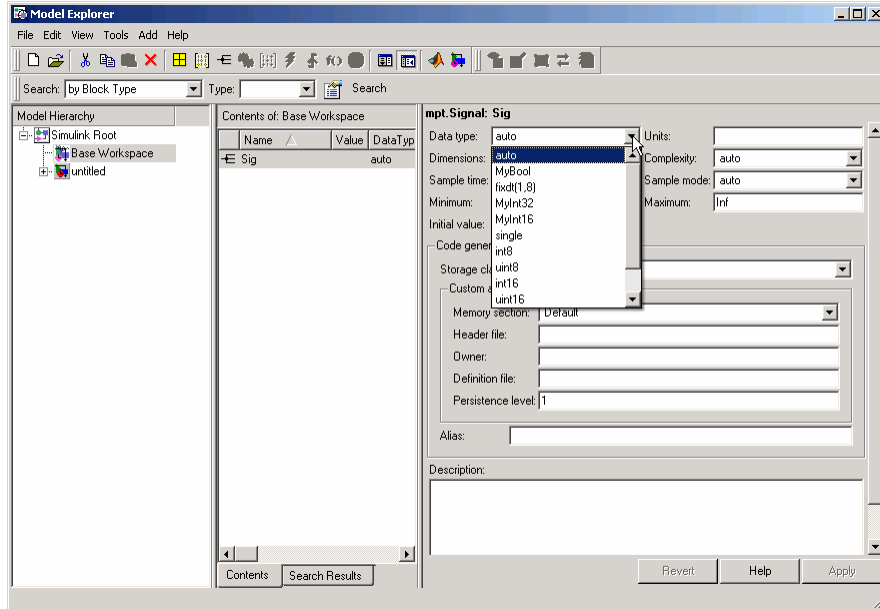 Model Explorer
File Edit View Tools Add Help
Search: by Block Type Type: Search
Model Hierarchy
Simulink Root
Base Workspace
untitled
Contents of: Base Workspace
Name Value DataTyp
Sig auto
Contents Search Results
mpt.Signal: Sig
Data type: auto Units:
Dimensions: Complexity: auto
Sample time: Sample mode: auto
Minimum: Maximum: Inf
Initial value:
auto
MyBool
fixdt(1,8)
MyInt32
MyInt16
single
int8
uint8
int16
uint16
Code gener
Storage cl
Custom a
Memory section: Default
Header file:
Owner:
Definition file:
Persistence level: 1
Alias:
Description:
Revert Help Apply